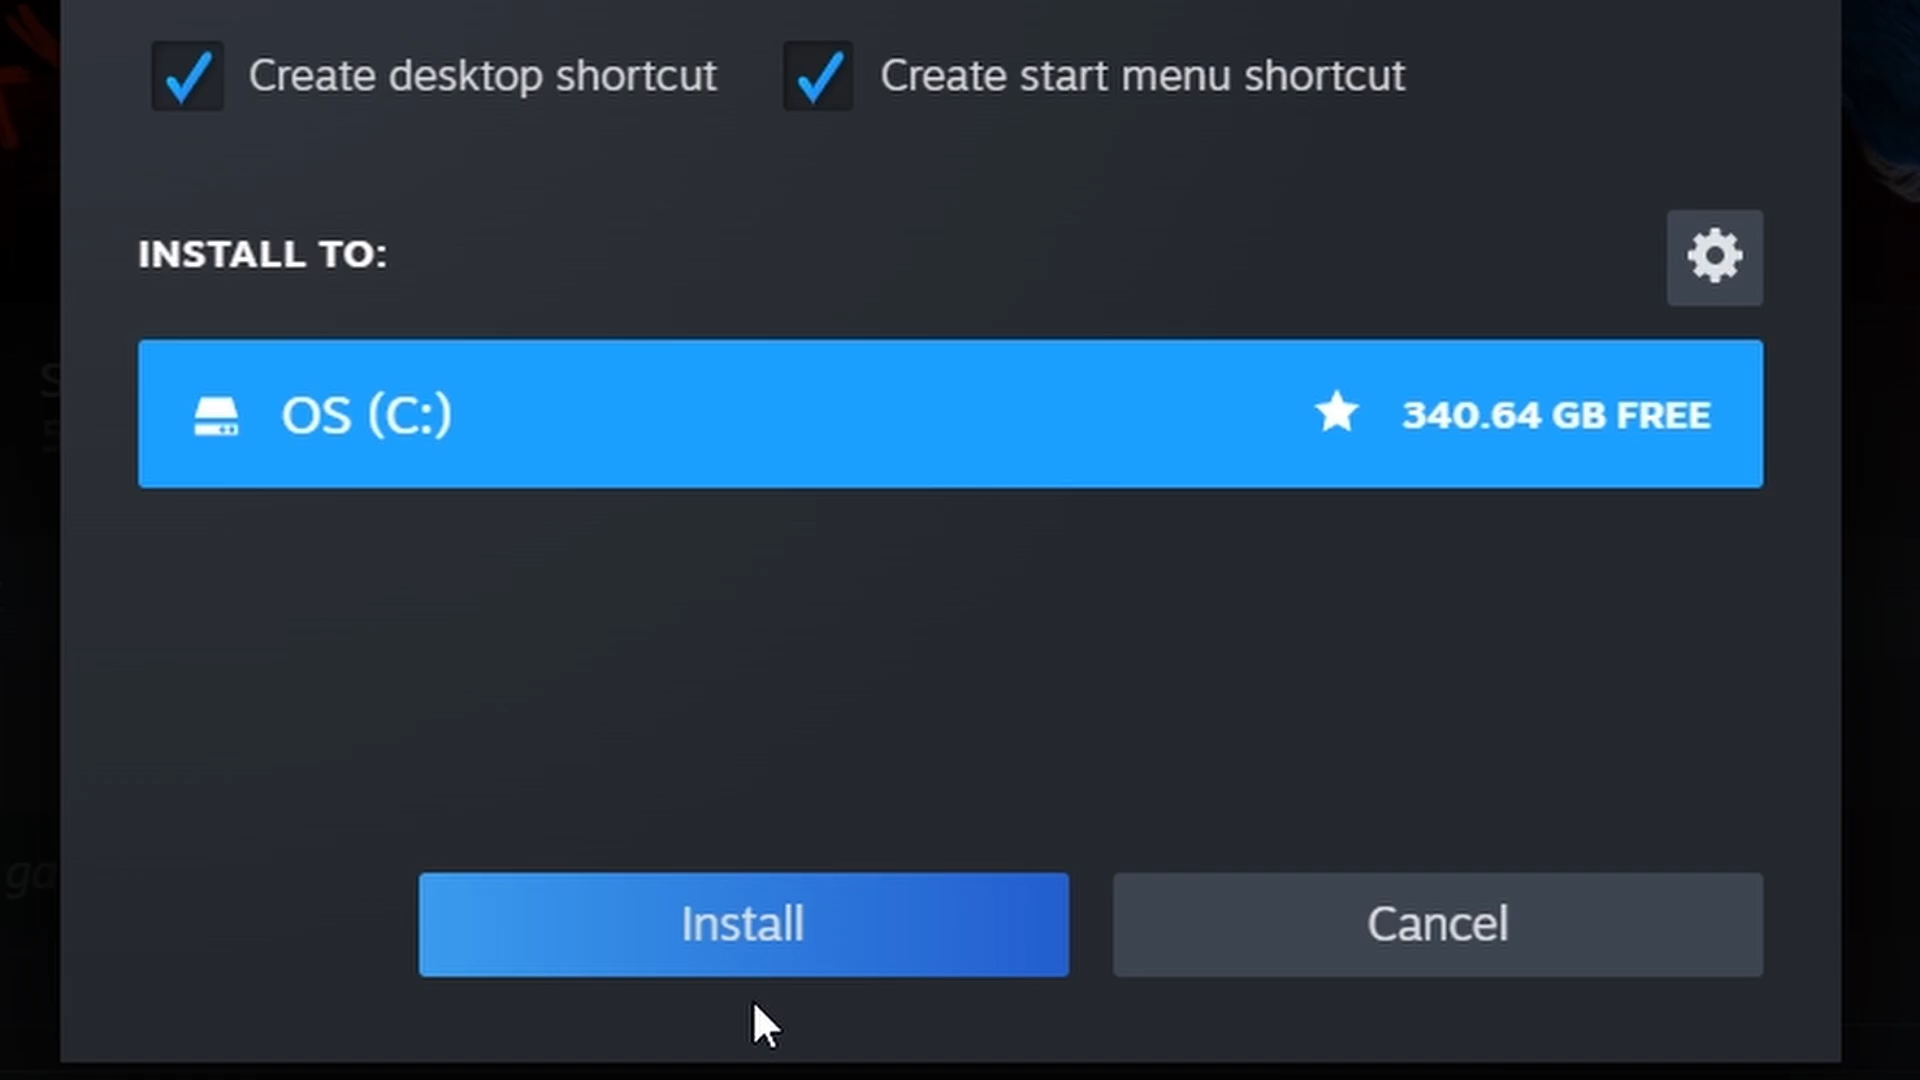 Create desktop shortcut Create start menu shortcut
INSTALL TO:
OS (C:) 340.64 GB FREE
Install Cancel